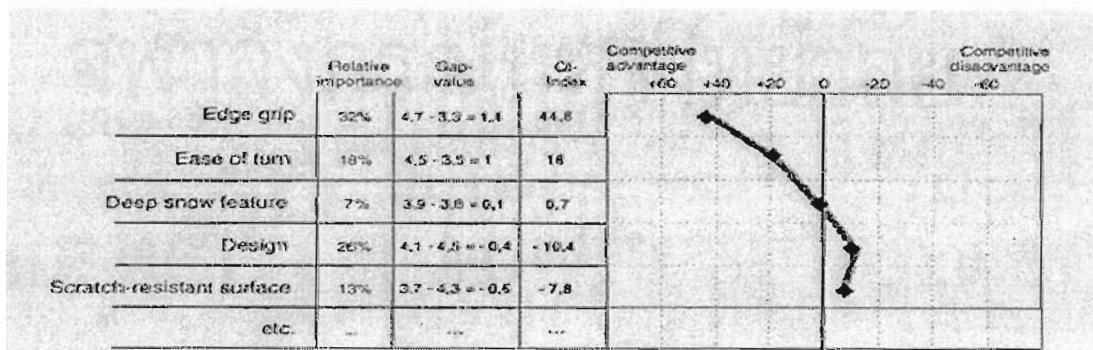 Competitive Competitive
Relative Gap- CI- advantage disadvantage
importance value Index +60 +40 +20 0 -20 -40 -60
Edge grip 32% 4,7 - 3,3 = 1,4 44,8
Ease of turn 18% 4,5 - 3,5 = 1 18
Deep snow feature 7% 3,9 - 3,8 = 0,1 0,7
Design 26% 4,1 - 4,5 = - 0,4 - 10,4
Scratch-resistant surface 13% 3,7 - 4,3 = - 0,6 - 7,8
etc. ... ... ...